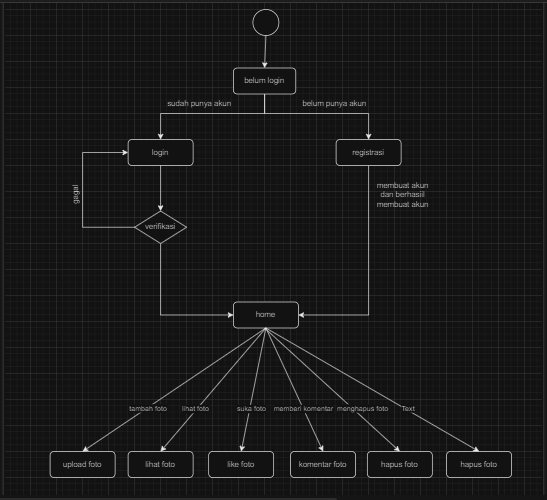 belum login
sudah punya akun
belum punya akun
login
registrasi
gagal
membuat akun
dan berhasiil
membuat akun
verifikasi
home
tambah foto
lihat foto
suka foto
memberi komentar
menghapus foto
Text
upload foto
lihat foto
like foto
komentar foto
hapus foto
hapus foto